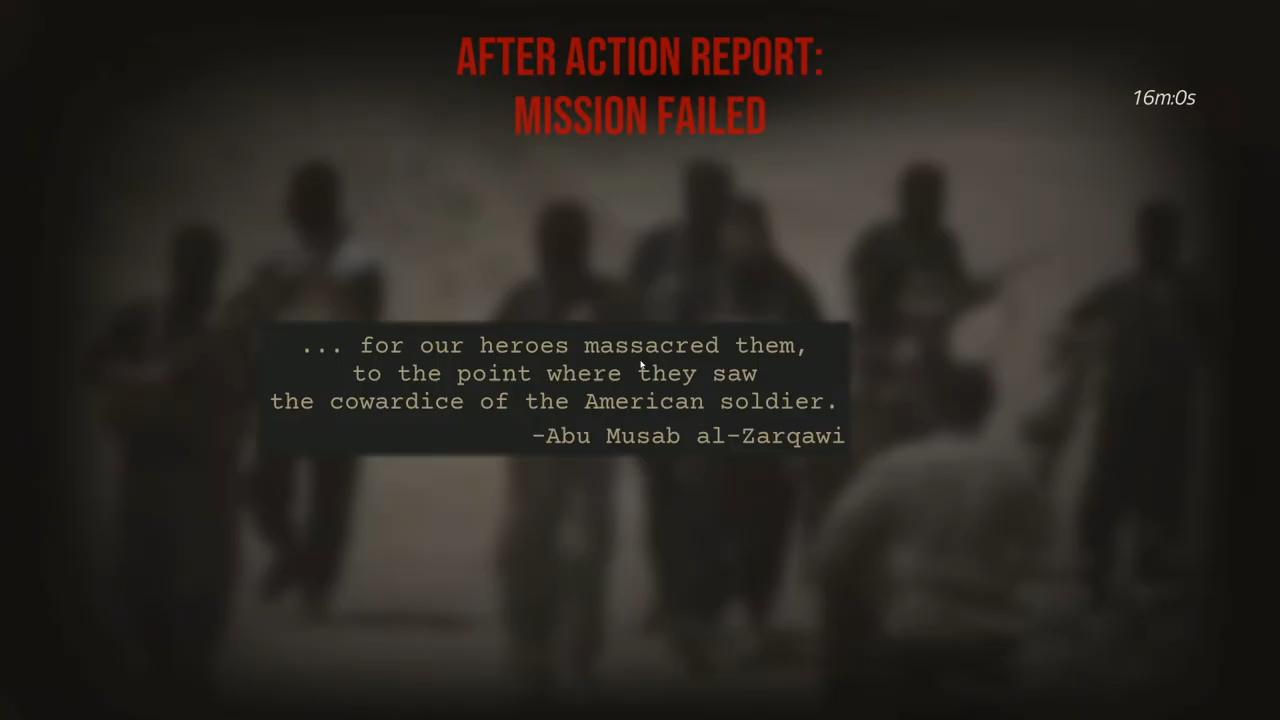 AFTER ACTION REPORT:
MISSION FAILED
16m:0s
... for our heroes massacred them,
to the point where they saw
the cowardice of the American soldier.
-Abu Musab al-Zarqawi